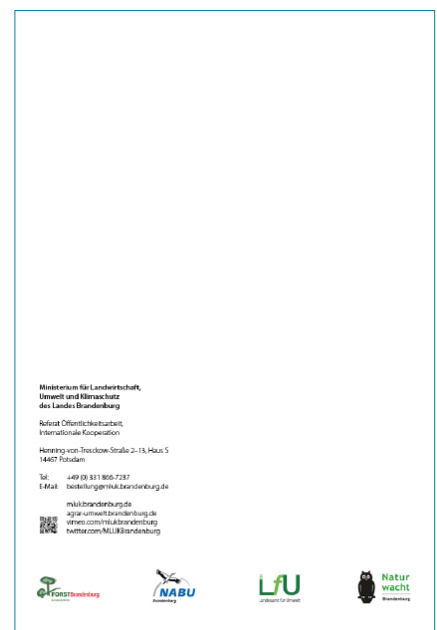 Ministerium für Landwirtschaft,
Umwelt und Klimaschutz
des Landes Brandenburg
Referat Öffentlichkeitsarbeit,
Internationale Kooperation
Henning-von-Tresckow-Straße 2–13, Haus S
14467 Potsdam
Tel: +49 (0) 331 866-7237
E-Mail: bestellung@mluk.brandenburg.de
mluk.brandenburg.de
agrar-umwelt.brandenburg.de
vimeo.com/mlukbrandenburg
twitter.com/MLUKBrandenburg
FORSTBrandenburg
NABU
Brandenburg
LfU
Landesamt für Umwelt
Natur
wacht
Brandenburg